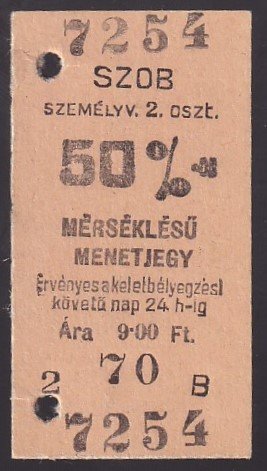 7254
SZOB
SZEMÉLYV. 2. OSZT.
50%-os
MÉRSÉKLÉSŰ
MENETJEGY
Érvényes a keletbélyegzést
követő nap 24 h-ig
Ára 9·00 Ft.
70
2 B
7254